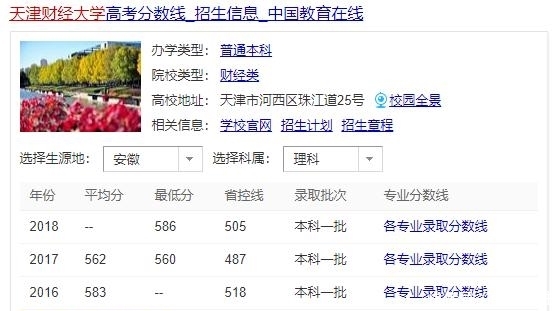 天津财经大学高考分数线_招生信息_中国教育在线
办学类型： 普通本科
院校类型： 财经类
高校地址： 天津市河西区珠江道25号 校园全景
相关信息： 学校官网 招生计划 招生章程
选择生源地： 安徽 选择科属： 理科
年份 平均分 最低分 省控线 录取批次 专业分数线
2018 -- 586 505 本科一批 各专业录取分数线
2017 562 560 487 本科一批 各专业录取分数线
2016 583 -- 518 本科一批 各专业录取分数线